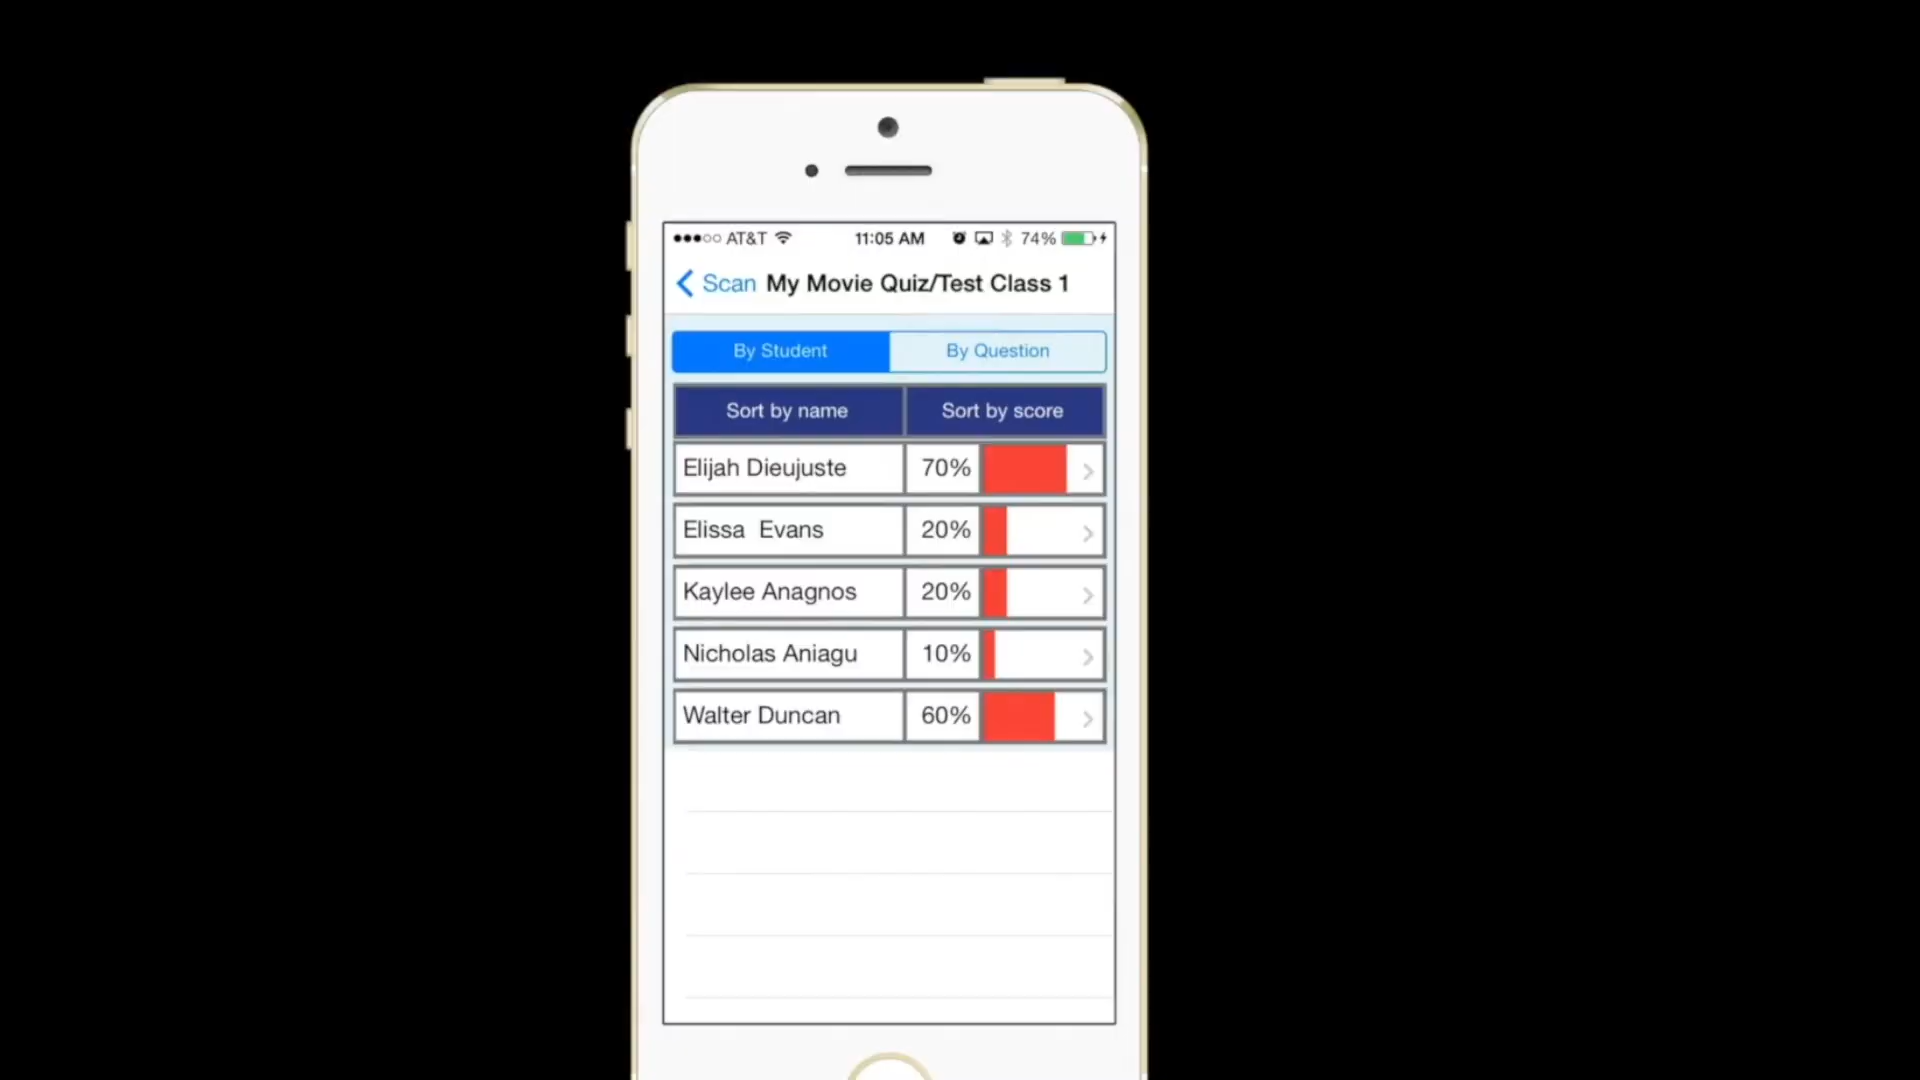 AT&T 11:05 AM 74%
Scan My Movie Quiz/Test Class 1
By Student By Question
Sort by name Sort by score
Elijah Dieujuste 70%
Elissa Evans 20%
Kaylee Anagnos 20%
Nicholas Aniagu 10%
Walter Duncan 60%